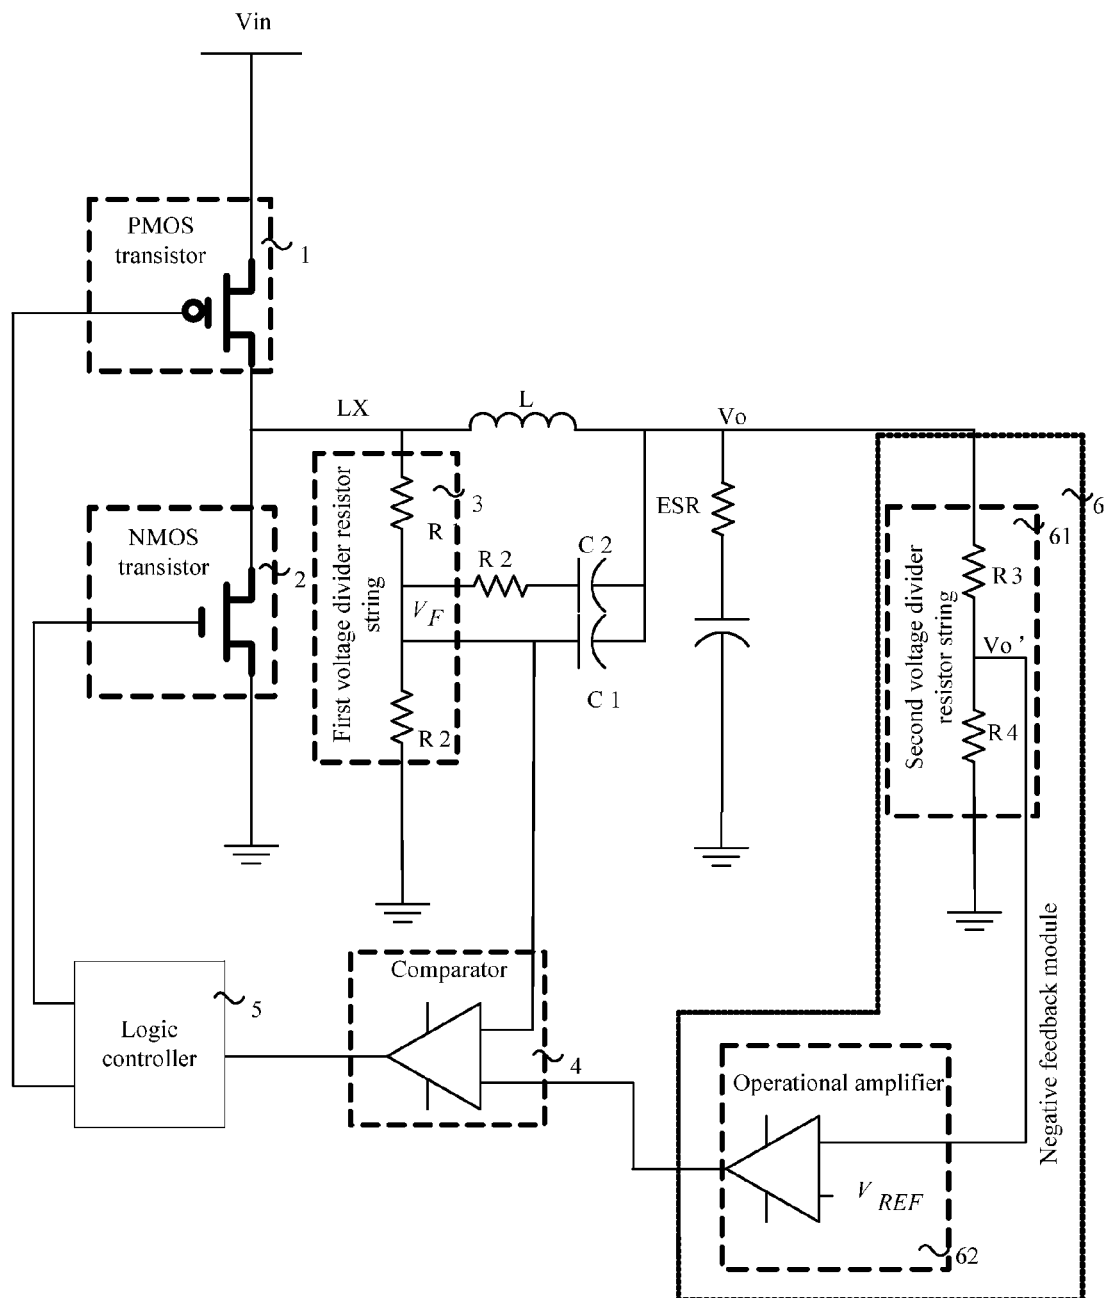 Vin
PMOS
transistor
1
LX
L
Vo
NMOS
transistor
2
First voltage divider resistor
string
3
R
R 2
C 2
V F
C 1
R 2
ESR
6
61
Second voltage divider
resistor string
R 3
Vo '
R 4
Negative feedback module
Comparator
4
Logic
controller
5
Operational amplifier
V REF
62